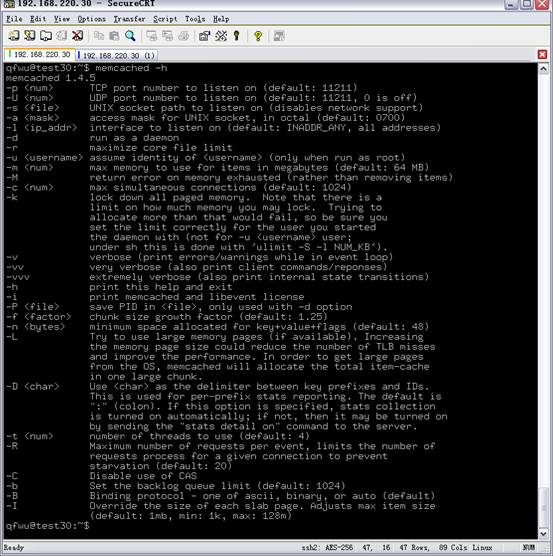 192.168.220.30 - SecureCRT
File Edit View Options Transfer Script Tools Help
192.168.220.30 192.168.220.30 (1)
qfwu@test30:~$ memcached -h
memcached 1.4.5
-p <num> TCP port number to listen on (default: 11211)
-U <num> UDP port number to listen on (default: 11211, 0 is off)
-s <file> UNIX socket path to listen on (disables network support)
-a <mask> access mask for UNIX socket, in octal (default: 0700)
-l <ip_addr> interface to listen on (default: INADDR_ANY, all addresses)
-d run as a daemon
-r maximize core file limit
-u <username> assume identity of <username> (only when run as root)
-m <num> max memory to use for items in megabytes (default: 64 MB)
-M return error on memory exhausted (rather than removing items)
-c <num> max simultaneous connections (default: 1024)
-k lock down all paged memory. Note that there is a
limit on how much memory you may lock. Trying to
allocate more than that would fail, so be sure you
set the limit correctly for the user you started
the daemon with (not for -u <username> user;
under sh this is done with 'ulimit -S -l NUM_KB').
-v verbose (print errors/warnings while in event loop)
-vv very verbose (also print client commands/reponses)
-vvv extremely verbose (also print internal state transitions)
-h print this help and exit
-i print memcached and libevent license
-P <file> save PID in <file>, only used with -d option
-f <factor> chunk size growth factor (default: 1.25)
-n <bytes> minimum space allocated for key+value+flags (default: 48)
-L Try to use large memory pages (if available). Increasing
the memory page size could reduce the number of TLB misses
and improve the performance. In order to get large pages
from the OS, memcached will allocate the total item-cache
in one large chunk.
-D <char> Use <char> as the delimiter between key prefixes and IDs.
This is used for per-prefix stats reporting. The default is
":" (colon). If this option is specified, stats collection
is turned on automatically; if not, then it may be turned on
by sending the "stats detail on" command to the server.
-t <num> number of threads to use (default: 4)
-R Maximum number of requests per event, limits the number of
requests process for a given connection to prevent
starvation (default: 20)
-C Disable use of CAS
-b Set the backlog queue limit (default: 1024)
-B Binding protocol - one of ascii, binary, or auto (default)
-I Override the size of each slab page. Adjusts max item size
(default: 1mb, min: 1k, max: 128m)
qfwu@test30:~$
Ready ssh2: AES-256 47, 16 47 Rows, 89 Cols Linux NUM